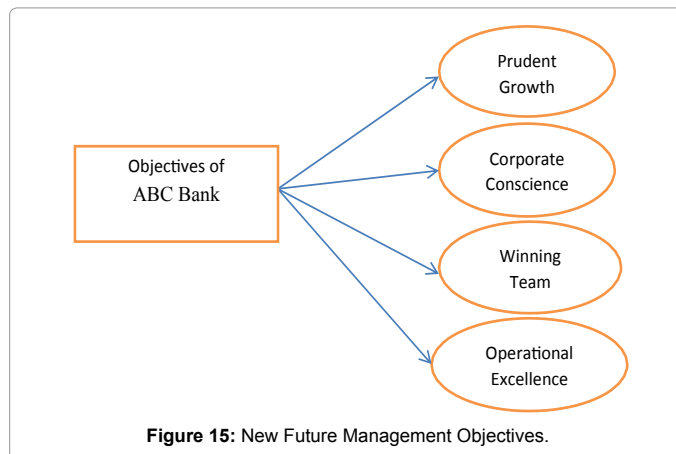 Prudent
Growth
Corporate
Conscience
Objectives of
ABC Bank
Winning
Team
Operational
Excellence
Figure 15: New Future Management Objectives.